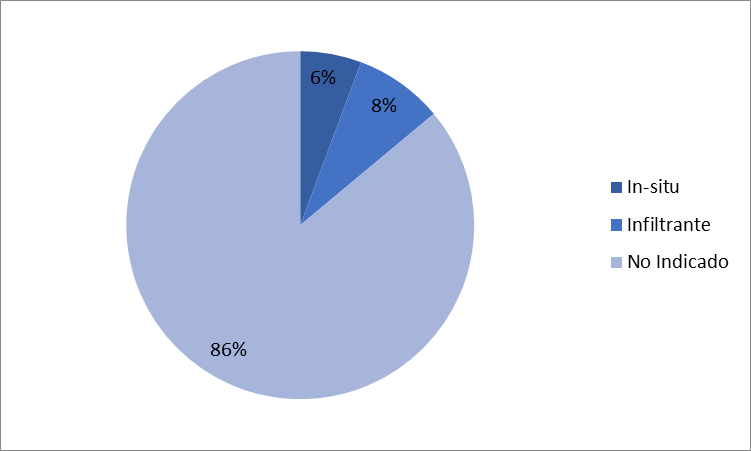 6%
8%
86%
In-situ
Infiltrante
No Indicado